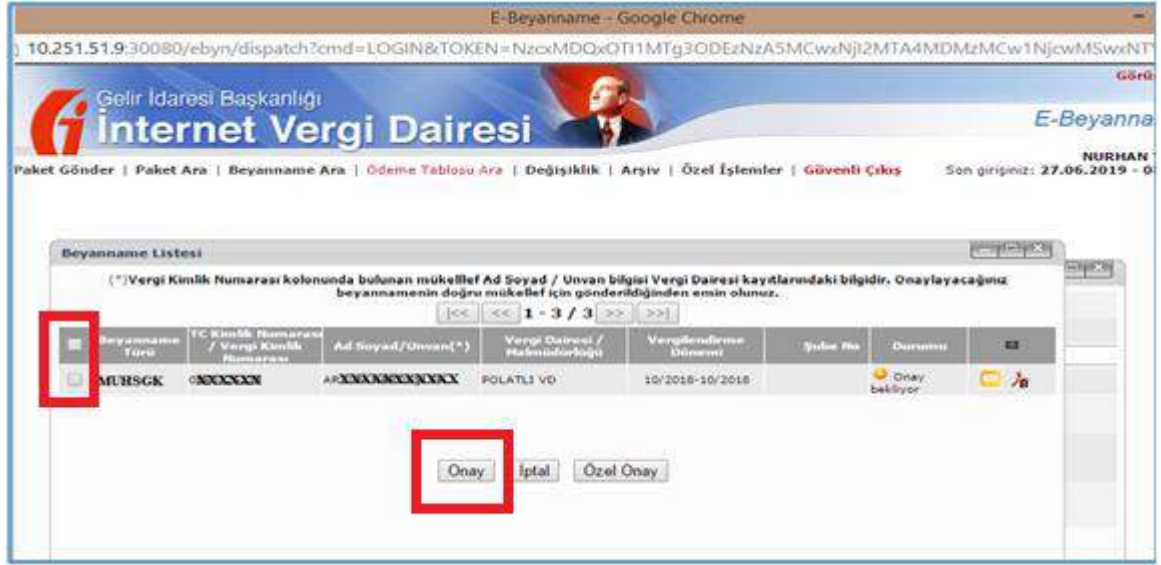 E-Beyanname - Google Chrome
10.251.51.9:30080/ebyn/dispatch?cmd=LOGIN&TOKEN=
Gelir İdaresi Başkanlığı
İnternet Vergi Dairesi
E-Beyanna
NURHAN
Paket Gönder | Paket Ara | Beyanname Ara | Ödeme Tablosu Ara | Değişiklik | Arşiv | Özel İşlemler | Güvenli Çıkış Son girişiniz: 27.06.2019 - 0
Beyanname Listesi
(*)Vergi Kimlik Numarası kolonunda bulunan mükellef Ad Soyad / Unvan bilgisi Vergi Dairesi kayıtlarındaki bilgidir. Onaylayacağınız
beyannamenin doğru mükellef için gönderildiğinden emin olunuz.
|<< << 1 - 3 / 3 >> >>|
Beyanname Türü TC Kimlik Numarası / Vergi Kimlik Numarası Ad Soyad/Unvan(*) Vergi Dairesi / Malmüdürlüğü Vergilendirme Dönemi Şube No Durumu
MUHSGK 0XXXXXX APXXXXXXXXXXX POLATLI VD 10/2018-10/2018 Onay bekliyor
Onay İptal Özel Onay